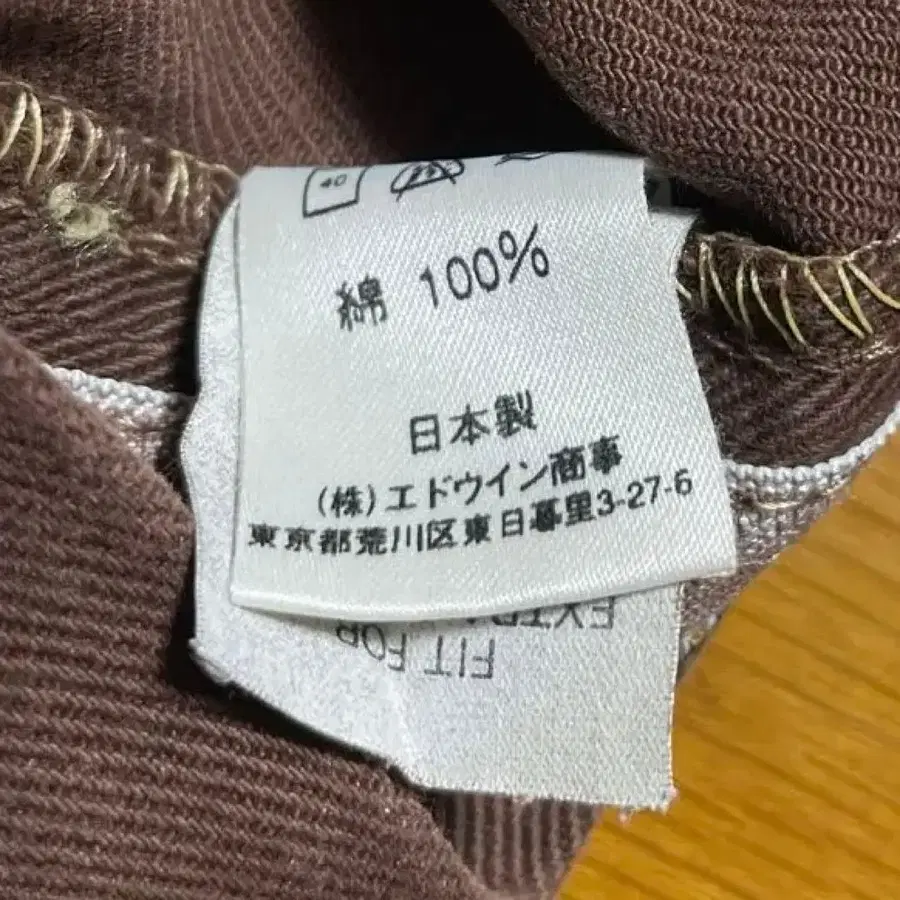 40
綿 100%
日本製
(株)エドウイン商事
東京都荒川区東日暮里3-27-6
FIT FOR